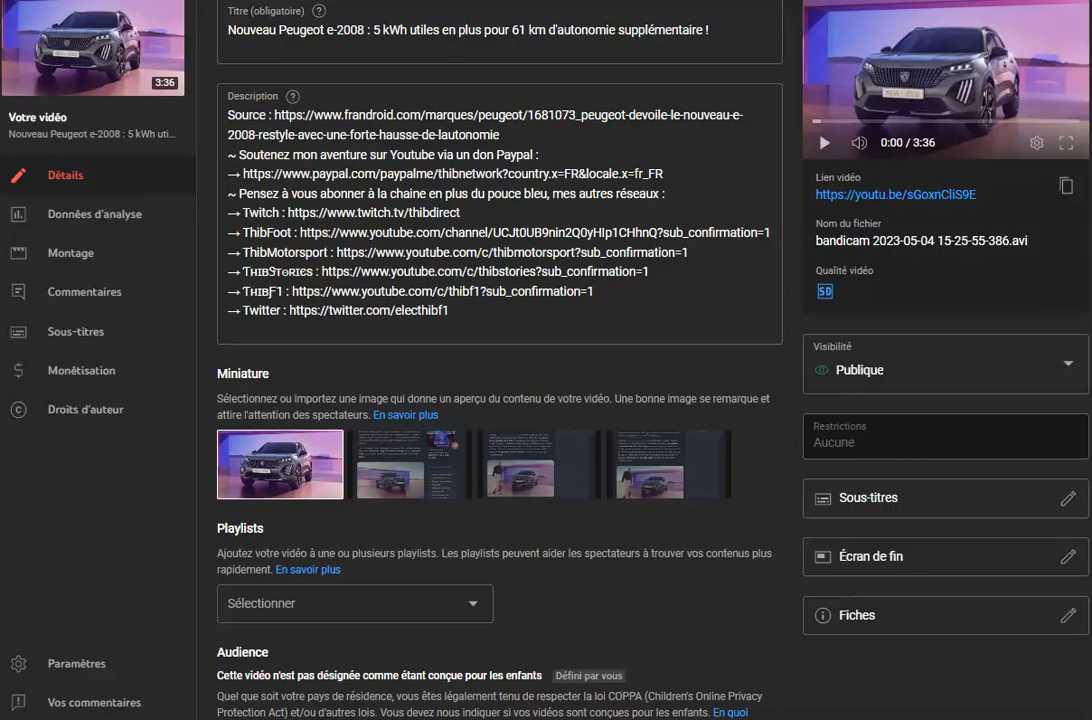 3:36
Votre vidéo
Nouveau Peugeot e-2008 : 5 kWh uti...
Détails
Données d'analyse
Montage
Commentaires
Sous-titres
Monétisation
Droits d'auteur
Paramètres
Vos commentaires
Titre (obligatoire)
Nouveau Peugeot e-2008 : 5 kWh utiles en plus pour 61 km d'autonomie supplémentaire !
Description
Source : https://www.frandroid.com/marques/peugeot/1681073_peugeot-devoile-le-nouveau-e-
2008-restyle-avec-une-forte-hausse-de-lautonomie
~ Soutenez mon aventure sur Youtube via un don Paypal :
→ https://www.paypal.com/paypalme/thibnetwork?country.x=FR&locale.x=fr_FR
~ Pensez à vous abonner à la chaine en plus du pouce bleu, mes autres réseaux :
→ Twitch : https://www.twitch.tv/thibdirect
→ ThibFoot : https://www.youtube.com/channel/UCJt0UB9nin2Q0yHIp1CHhnQ?sub_confirmation=1
→ ThibMotorsport : https://www.youtube.com/c/thibmotorsport?sub_confirmation=1
→ ƬʜɪʙƧᴛᴏʀɪᴇs : https://www.youtube.com/c/thibstories?sub_confirmation=1
→ ƬʜɪʙƑ1 : https://www.youtube.com/c/thibf1?sub_confirmation=1
→ Twitter : https://twitter.com/electhibf1
Miniature
Sélectionnez ou importez une image qui donne un aperçu du contenu de votre vidéo. Une bonne image se remarque et
attire l'attention des spectateurs. En savoir plus
Playlists
Ajoutez votre vidéo à une ou plusieurs playlists. Les playlists peuvent aider les spectateurs à trouver vos contenus plus
rapidement. En savoir plus
Sélectionner
Audience
Cette vidéo n'est pas désignée comme étant conçue pour les enfants Défini par vous
Quel que soit votre pays de résidence, vous êtes légalement tenu de respecter la loi COPPA (Children's Online Privacy
Protection Act) et/ou d'autres lois. Vous devez nous indiquer si vos vidéos sont conçues pour les enfants. En quoi
0:00 / 3:36
Lien vidéo
https://youtu.be/sGoxnCliS9E
Nom du fichier
bandicam 2023-05-04 15-25-55-386.avi
Qualité vidéo
SD
Visibilité
Publique
Restrictions
Aucune
Sous-titres
Écran de fin
Fiches